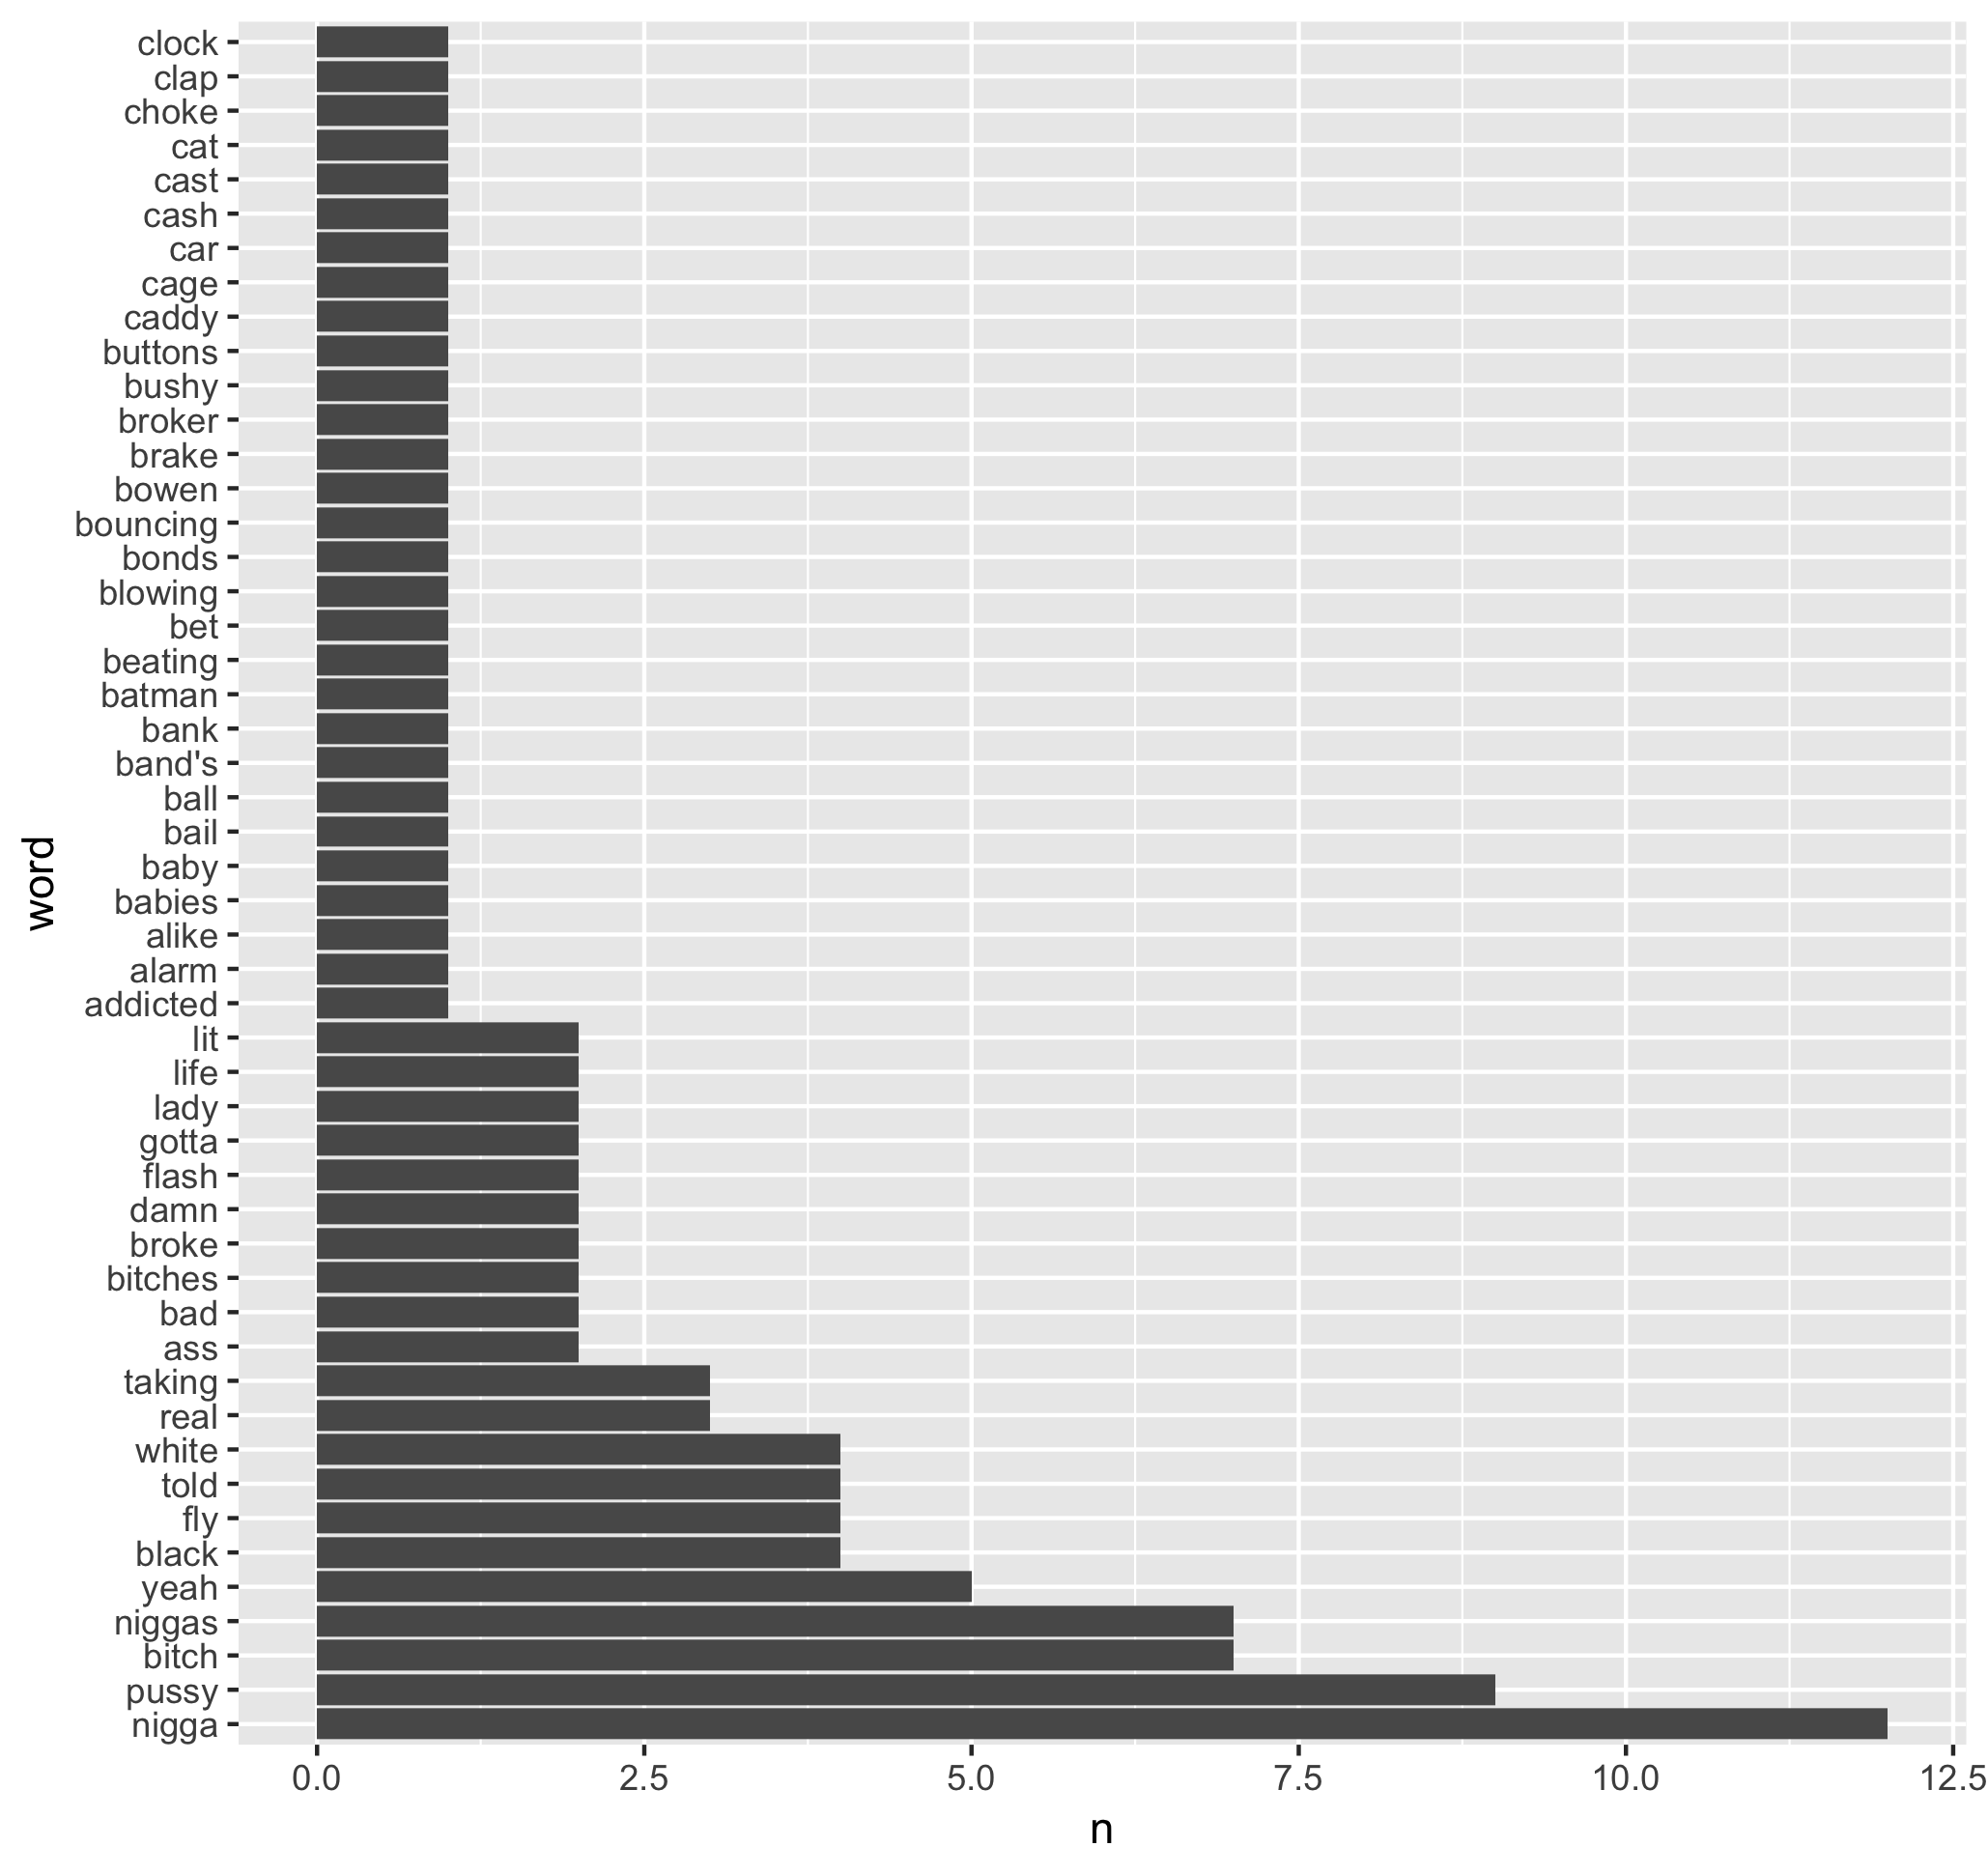 clock
clap
choke
cat
cast
cash
car
cage
caddy
buttons
bushy
broker
brake
bowen
bouncing
bonds
blowing
bet
beating
batman
bank
band's
ball
bail
baby
babies
alike
alarm
addicted
lit
life
lady
gotta
flash
damn
broke
bitches
bad
ass
taking
real
white
told
fly
black
yeah
niggas
bitch
pussy
nigga
word
0.0 2.5 5.0 7.5 10.0 12.5
n